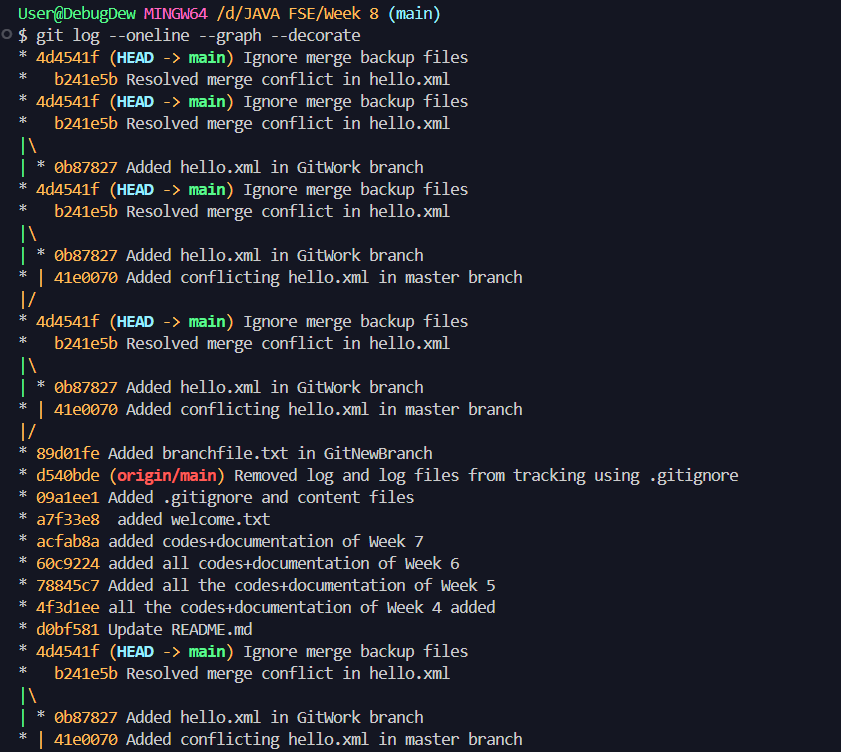 User@DebugDew MINGW64 /d/JAVA FSE/Week 8 (main)
$ git log --oneline --graph --decorate
* 4d4541f (HEAD -> main) Ignore merge backup files
*   b241e5b Resolved merge conflict in hello.xml
* 4d4541f (HEAD -> main) Ignore merge backup files
*   b241e5b Resolved merge conflict in hello.xml
|\
| * 0b87827 Added hello.xml in GitWork branch
* 4d4541f (HEAD -> main) Ignore merge backup files
*   b241e5b Resolved merge conflict in hello.xml
|\
| * 0b87827 Added hello.xml in GitWork branch
* | 41e0070 Added conflicting hello.xml in master branch
|/
* 4d4541f (HEAD -> main) Ignore merge backup files
*   b241e5b Resolved merge conflict in hello.xml
|\
| * 0b87827 Added hello.xml in GitWork branch
* | 41e0070 Added conflicting hello.xml in master branch
|/
* 89d01fe Added branchfile.txt in GitNewBranch
* d540bde (origin/main) Removed log and log files from tracking using .gitignore
* 09a1ee1 Added .gitignore and content files
* a7f33e8  added welcome.txt
* acfab8a added codes+documentation of Week 7
* 60c9224 added all codes+documentation of Week 6
* 78845c7 Added all the codes+documentation of Week 5
* 4f3d1ee all the codes+documentation of Week 4 added
* d0bf581 Update README.md
* 4d4541f (HEAD -> main) Ignore merge backup files
*   b241e5b Resolved merge conflict in hello.xml
|\
| * 0b87827 Added hello.xml in GitWork branch
* | 41e0070 Added conflicting hello.xml in master branch